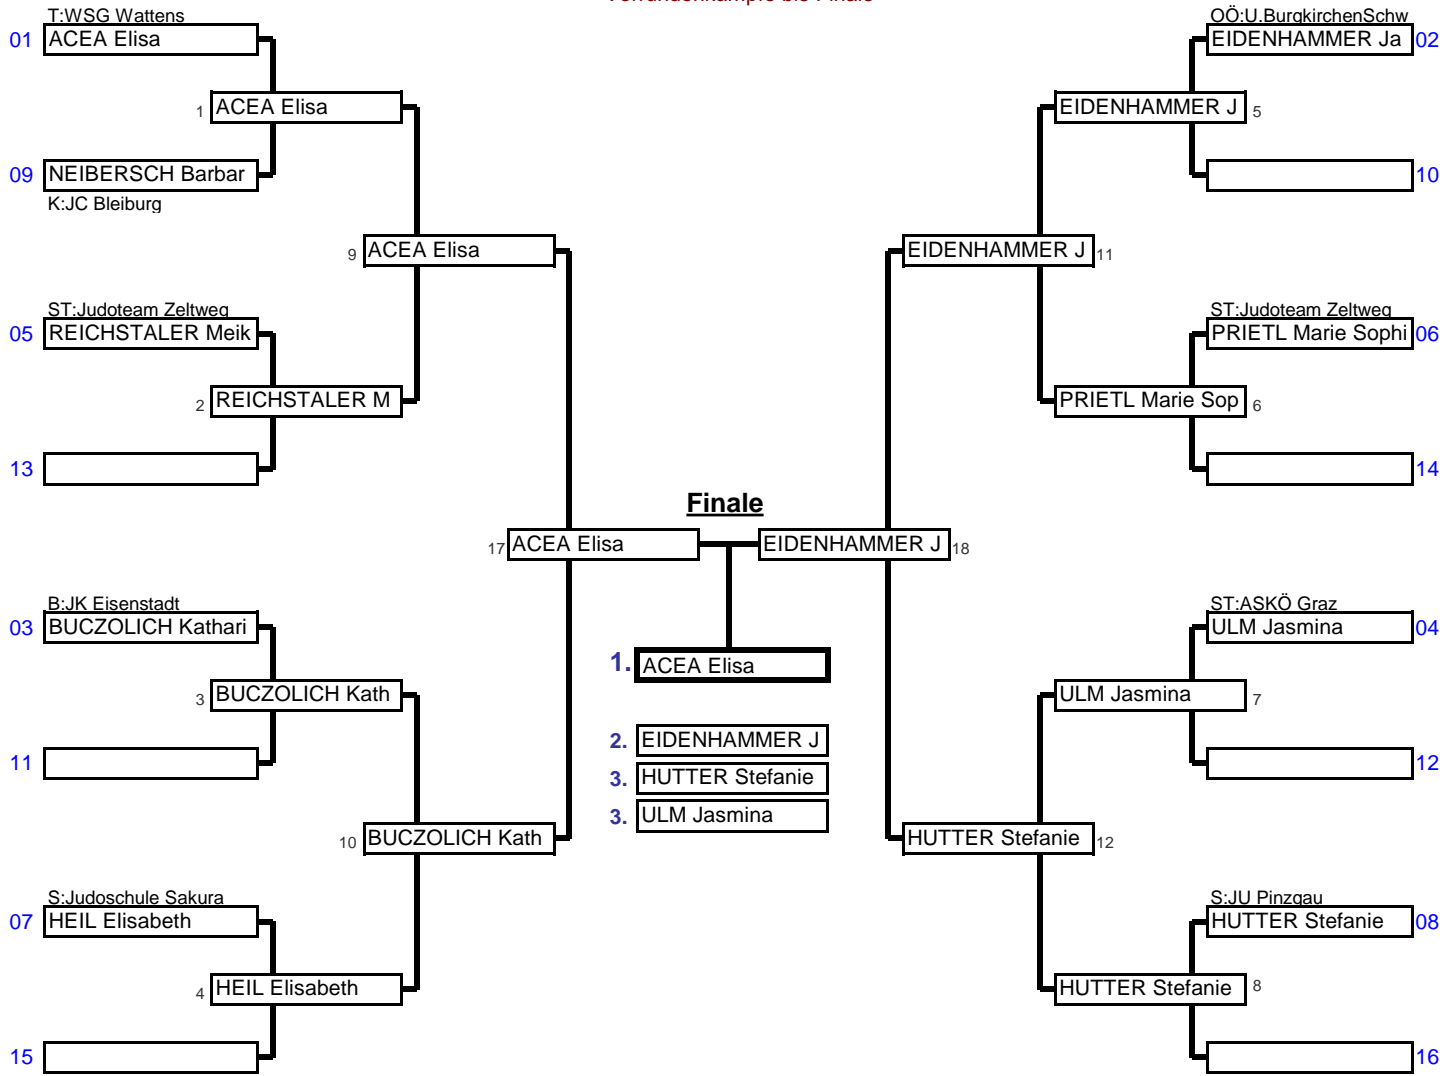 Vorrundenkämpfe bis Finale
T:WSG Wattens
01 ACEA Elisa
1 ACEA Elisa
09 NEIBERSCH Barbar
K:JC Bleiburg
9 ACEA Elisa
ST:Judoteam Zeltweg
05 REICHSTALER Meik
2 REICHSTALER M
13
17 ACEA Elisa
B:JK Eisenstadt
03 BUCZOLICH Kathari
3 BUCZOLICH Kath
11
10 BUCZOLICH Kath
S:Judoschule Sakura
07 HEIL Elisabeth
4 HEIL Elisabeth
15
Finale
1. ACEA Elisa
2. EIDENHAMMER J
3. HUTTER Stefanie
3. ULM Jasmina
OÖ:U.BurgkirchenSchw
EIDENHAMMER Ja 02
EIDENHAMMER J 5
10
EIDENHAMMER J 11
ST:Judoteam Zeltweg
PRIETL Marie Sophi 06
PRIETL Marie Sop 6
14
EIDENHAMMER J 18
ST:ASKÖ Graz
ULM Jasmina 04
ULM Jasmina 7
12
HUTTER Stefanie 12
S:JU Pinzgau
HUTTER Stefanie 08
HUTTER Stefanie 8
16